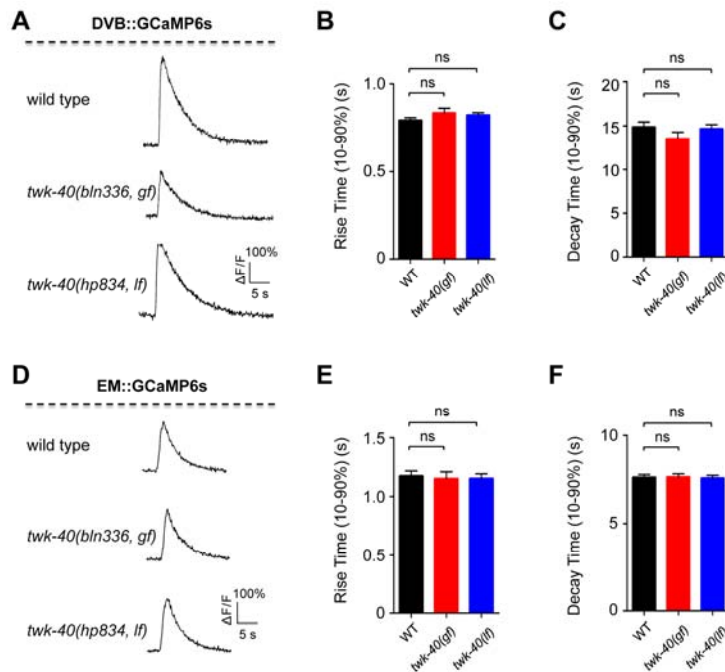 A
DVB::GCaMP6s
wild type
twk-40(bln336, gf)
twk-40(hp834, lf)
100%
ΔF/F
5 s
B
Rise Time (10-90%) (s)
1.0
0.5
0
ns
ns
WT
twk-40(gf)
twk-40(lf)
C
Decay Time (10-90%) (s)
20
15
10
5
0
ns
ns
WT
twk-40(gf)
twk-40(lf)
D
EM::GCaMP6s
wild type
twk-40(bln336, gf)
twk-40(hp834, lf)
100%
ΔF/F
5 s
E
Rise Time (10-90%) (s)
1.5
1.0
0.5
0
ns
ns
WT
twk-40(gf)
twk-40(lf)
F
Decay Time (10-90%) (s)
10
5
0
ns
ns
WT
twk-40(gf)
twk-40(lf)